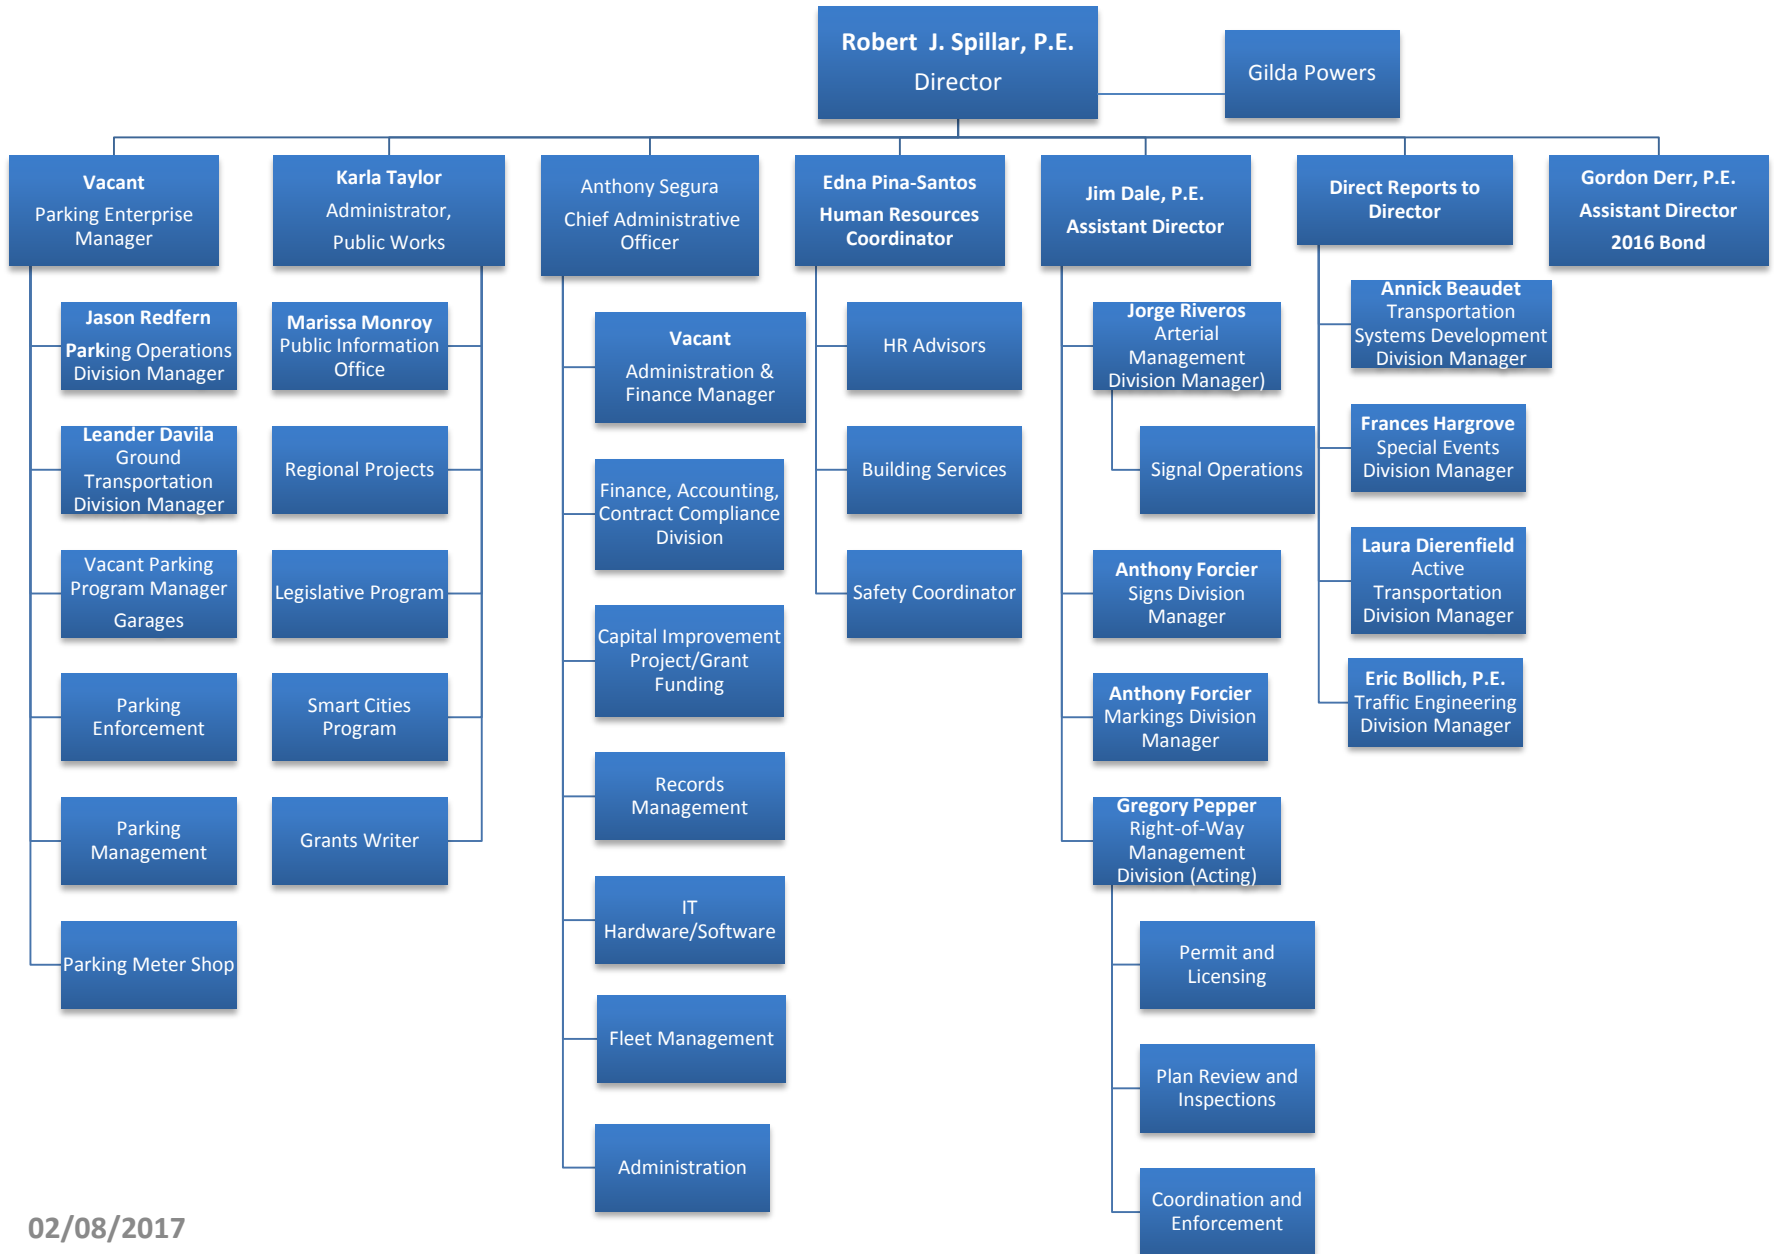 Robert J. Spillar, P.E.
Director
Gilda Powers
Vacant
Parking Enterprise
Manager
Jason Redfern
Parking Operations
Division Manager
Leander Davila
Ground
Transportation
Division Manager
Vacant Parking
Program Manager
Garages
Parking
Enforcement
Parking
Management
Parking Meter Shop
Karla Taylor
Administrator,
Public Works
Marissa Monroy
Public Information
Office
Regional Projects
Legislative Program
Smart Cities
Program
Grants Writer
Anthony Segura
Chief Administrative
Officer
Vacant
Administration &
Finance Manager
Finance, Accounting,
Contract Compliance
Division
Capital Improvement
Project/Grant
Funding
Records
Management
IT
Hardware/Software
Fleet Management
Administration
Edna Pina-Santos
Human Resources
Coordinator
HR Advisors
Building Services
Safety Coordinator
Jim Dale, P.E.
Assistant Director
Jorge Riveros
Arterial
Management
Division Manager)
Signal Operations
Anthony Forcier
Signs Division
Manager
Anthony Forcier
Markings Division
Manager
Gregory Pepper
Right-of-Way
Management
Division (Acting)
Permit and
Licensing
Plan Review and
Inspections
Coordination and
Enforcement
Direct Reports to
Director
Annick Beaudet
Transportation
Systems Development
Division Manager
Frances Hargrove
Special Events
Division Manager
Laura Dierenfield
Active
Transportation
Division Manager
Eric Bollich, P.E.
Traffic Engineering
Division Manager
Gordon Derr, P.E.
Assistant Director
2016 Bond
02/08/2017